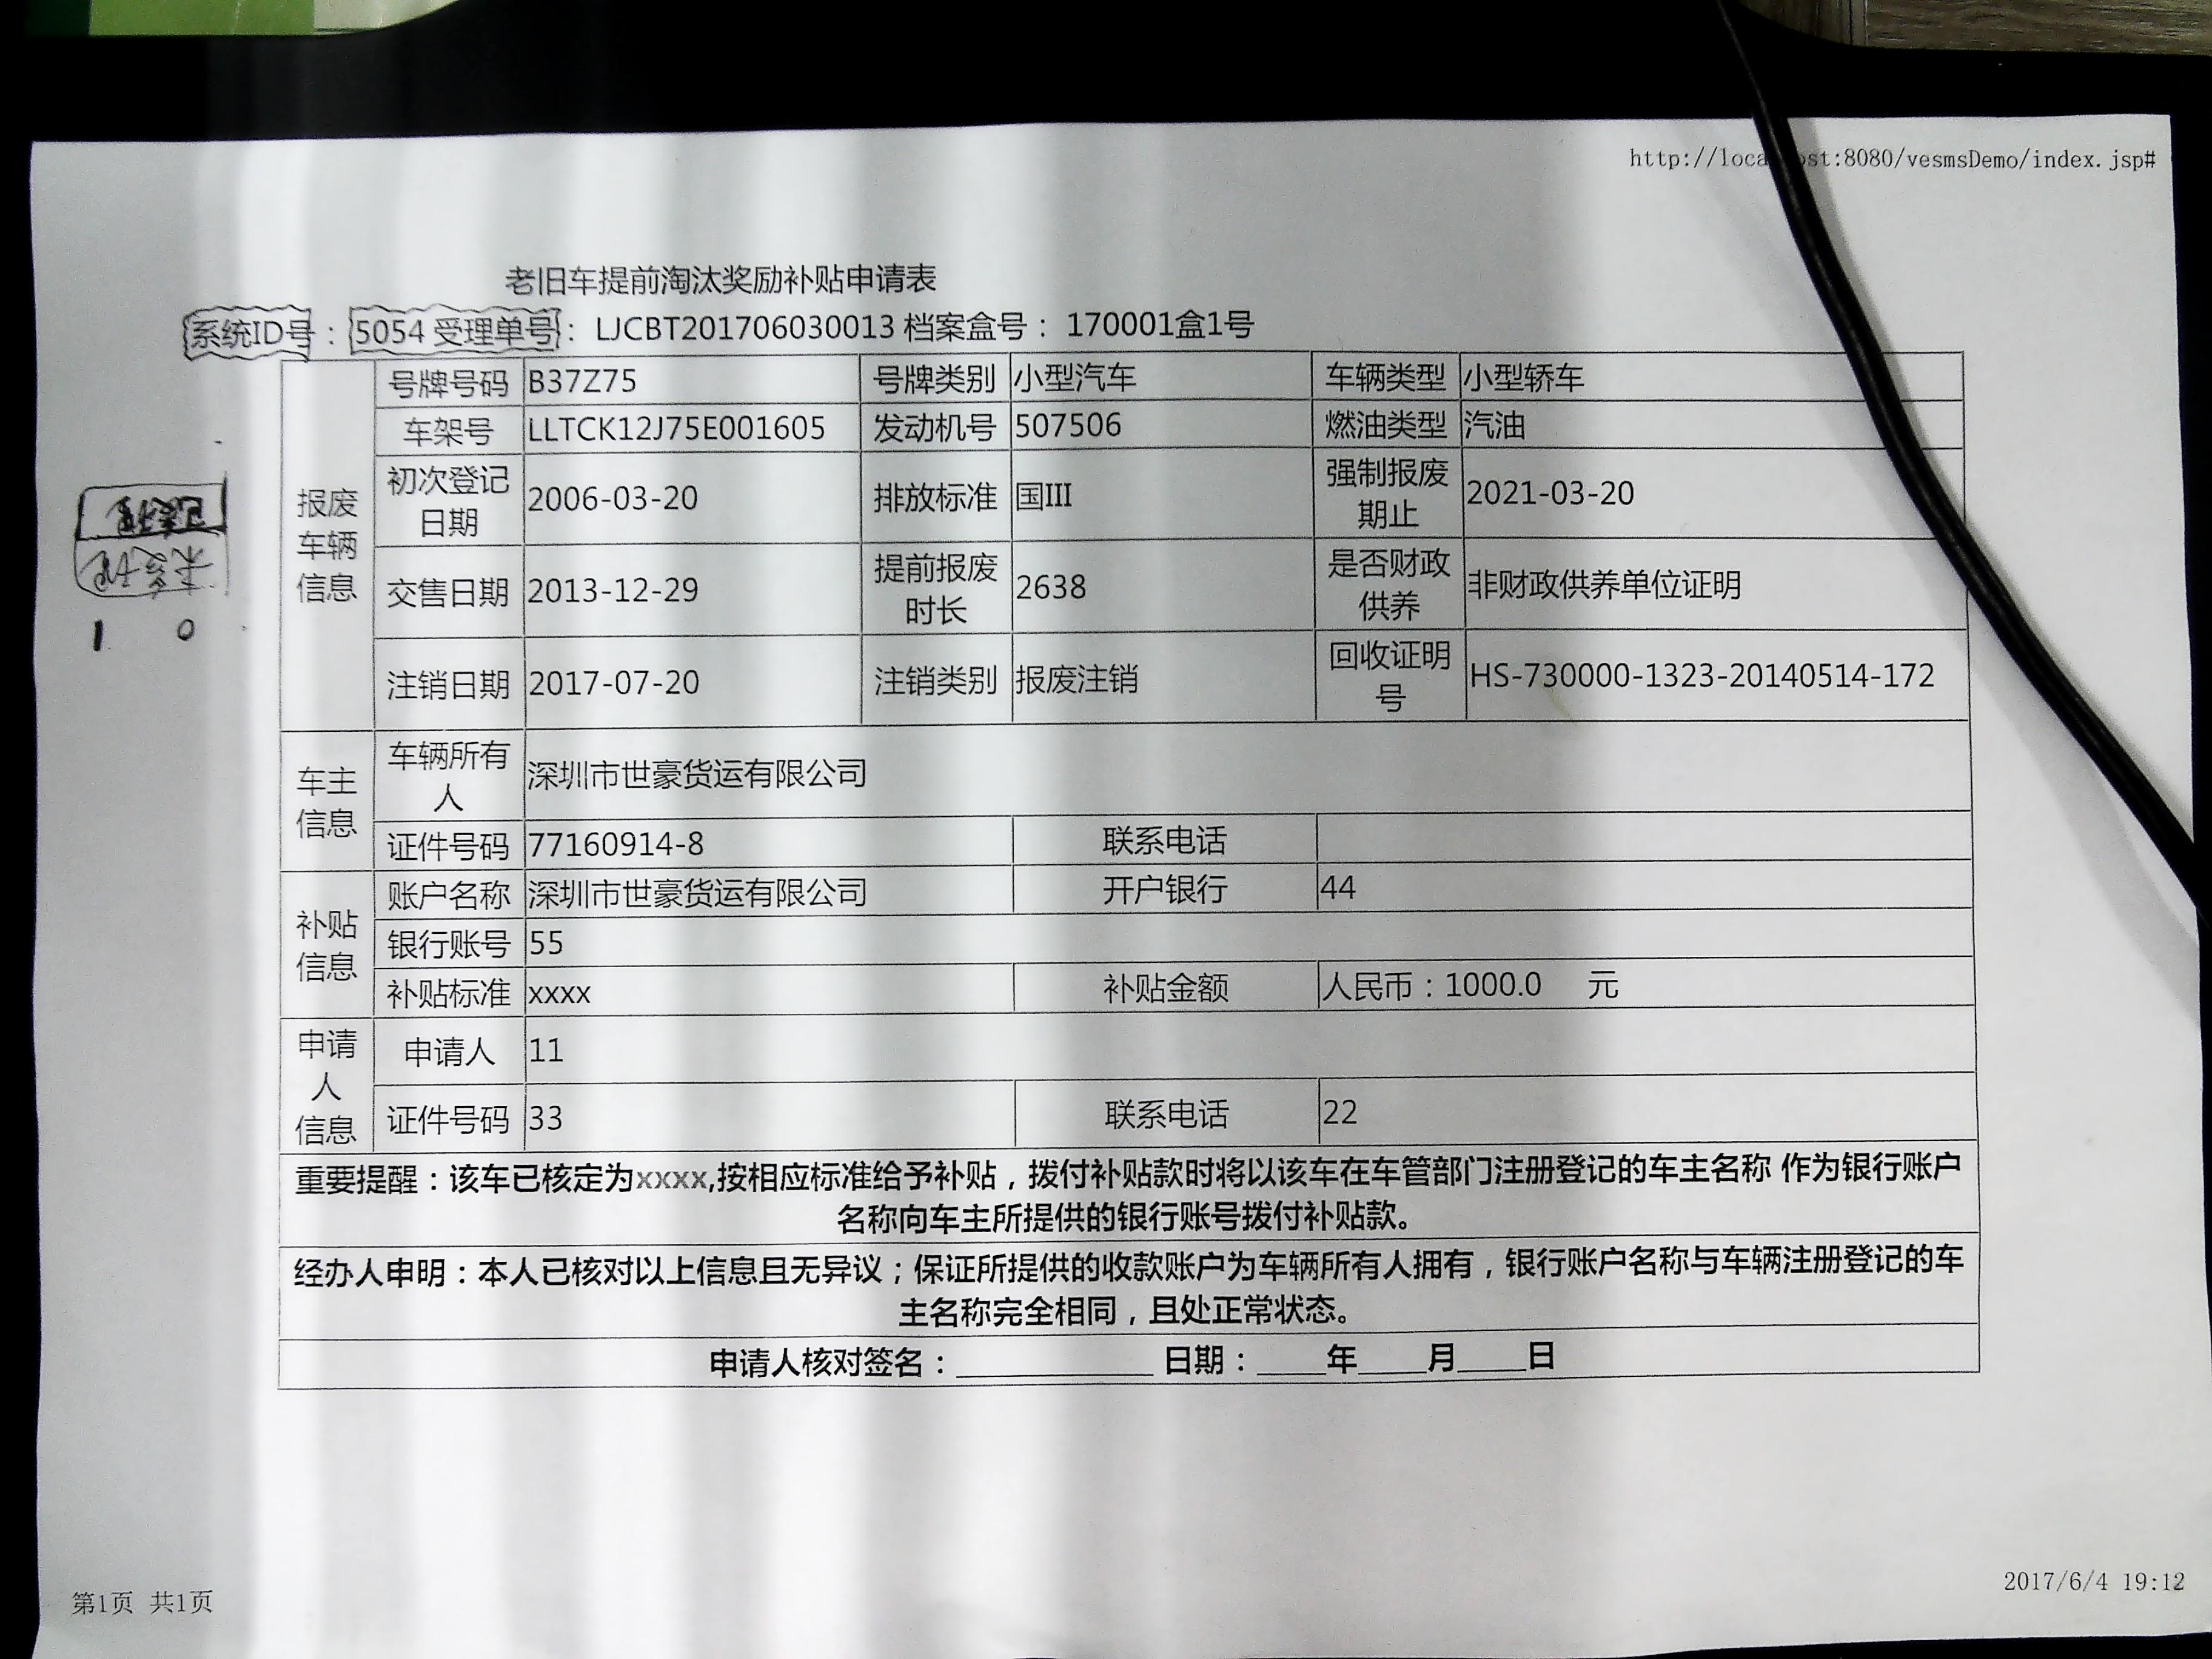 http://loca ost:8080/vesmsDemo/index.jsp#
老旧车提前淘汰奖励补贴申请表
系统ID号：5054 受理单号：LJCBT201706030013 档案盒号：170001盒1号
报废车辆信息
号牌号码 B37Z75 号牌类别 小型汽车 车辆类型 小型轿车
车架号 LLTCK12J75E001605 发动机号 507506 燃油类型 汽油
初次登记日期 2006-03-20 排放标准 国III 强制报废期止 2021-03-20
交售日期 2013-12-29 提前报废时长 2638 是否财政供养 非财政供养单位证明
注销日期 2017-07-20 注销类别 报废注销 回收证明号 HS-730000-1323-20140514-172
未受理
1 0
车主信息
车辆所有人 深圳市世豪货运有限公司
证件号码 77160914-8 联系电话
补贴信息
账户名称 深圳市世豪货运有限公司 开户银行 44
银行账号 55
补贴标准 xxxx 补贴金额 人民币：1000.0 元
申请人信息
申请人 11
证件号码 33 联系电话 22
重要提醒：该车已核定为xxxx,按相应标准给予补贴，拨付补贴款时将以该车在车管部门注册登记的车主名称 作为银行账户
名称向车主所提供的银行账号拨付补贴款。
经办人申明：本人已核对以上信息且无异议；保证所提供的收款账户为车辆所有人拥有，银行账户名称与车辆注册登记的车
主名称完全相同，且处正常状态。
申请人核对签名：____________ 日期：____年____月____日
第1页 共1页
2017/6/4 19:12